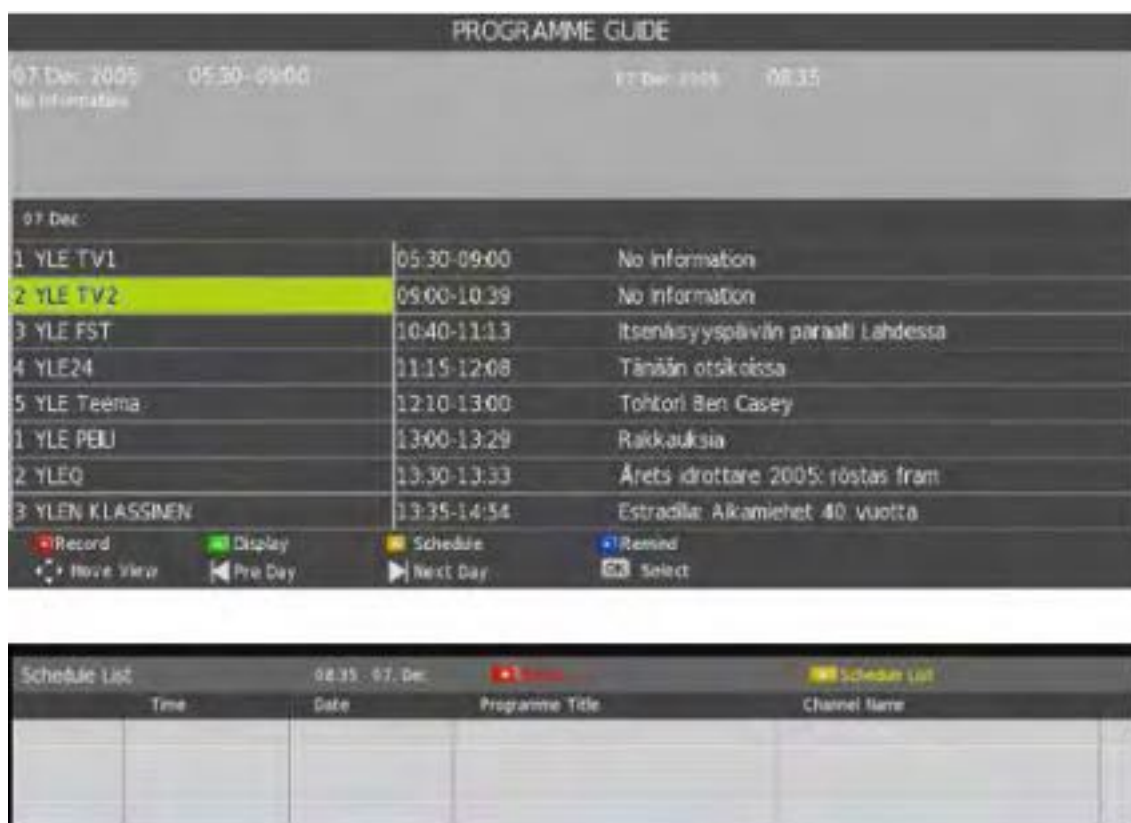 PROGRAMME GUIDE
07 Dec 2005 05:30-09:00 07 Dec 2005 08:35
No Information
07 Dec
1 YLE TV1 05:30-09:00 No Information
2 YLE TV2 09:00-10:39 No Information
3 YLE FST 10:40-11:13 Itsenäisyyspäivän paraati Lahdessa
4 YLE24 11:15-12:08 Tänään otsikoissa
5 YLE Teema 12:10-13:00 Tohtori Ben Casey
1 YLE PEILI 13:00-13:29 Rakkauksia
2 YLEQ 13:30-13:33 Årets idrottare 2005: röstas fram
3 YLEN KLASSINEN 13:35-14:54 Estradilla: Aikamiehet 40 vuotta
Record Display Schedule Remind
Move View Pre Day Next Day OK Select
Schedule List 08:35 07. Dec Schedule List
Time Date Programme Title Channel Name